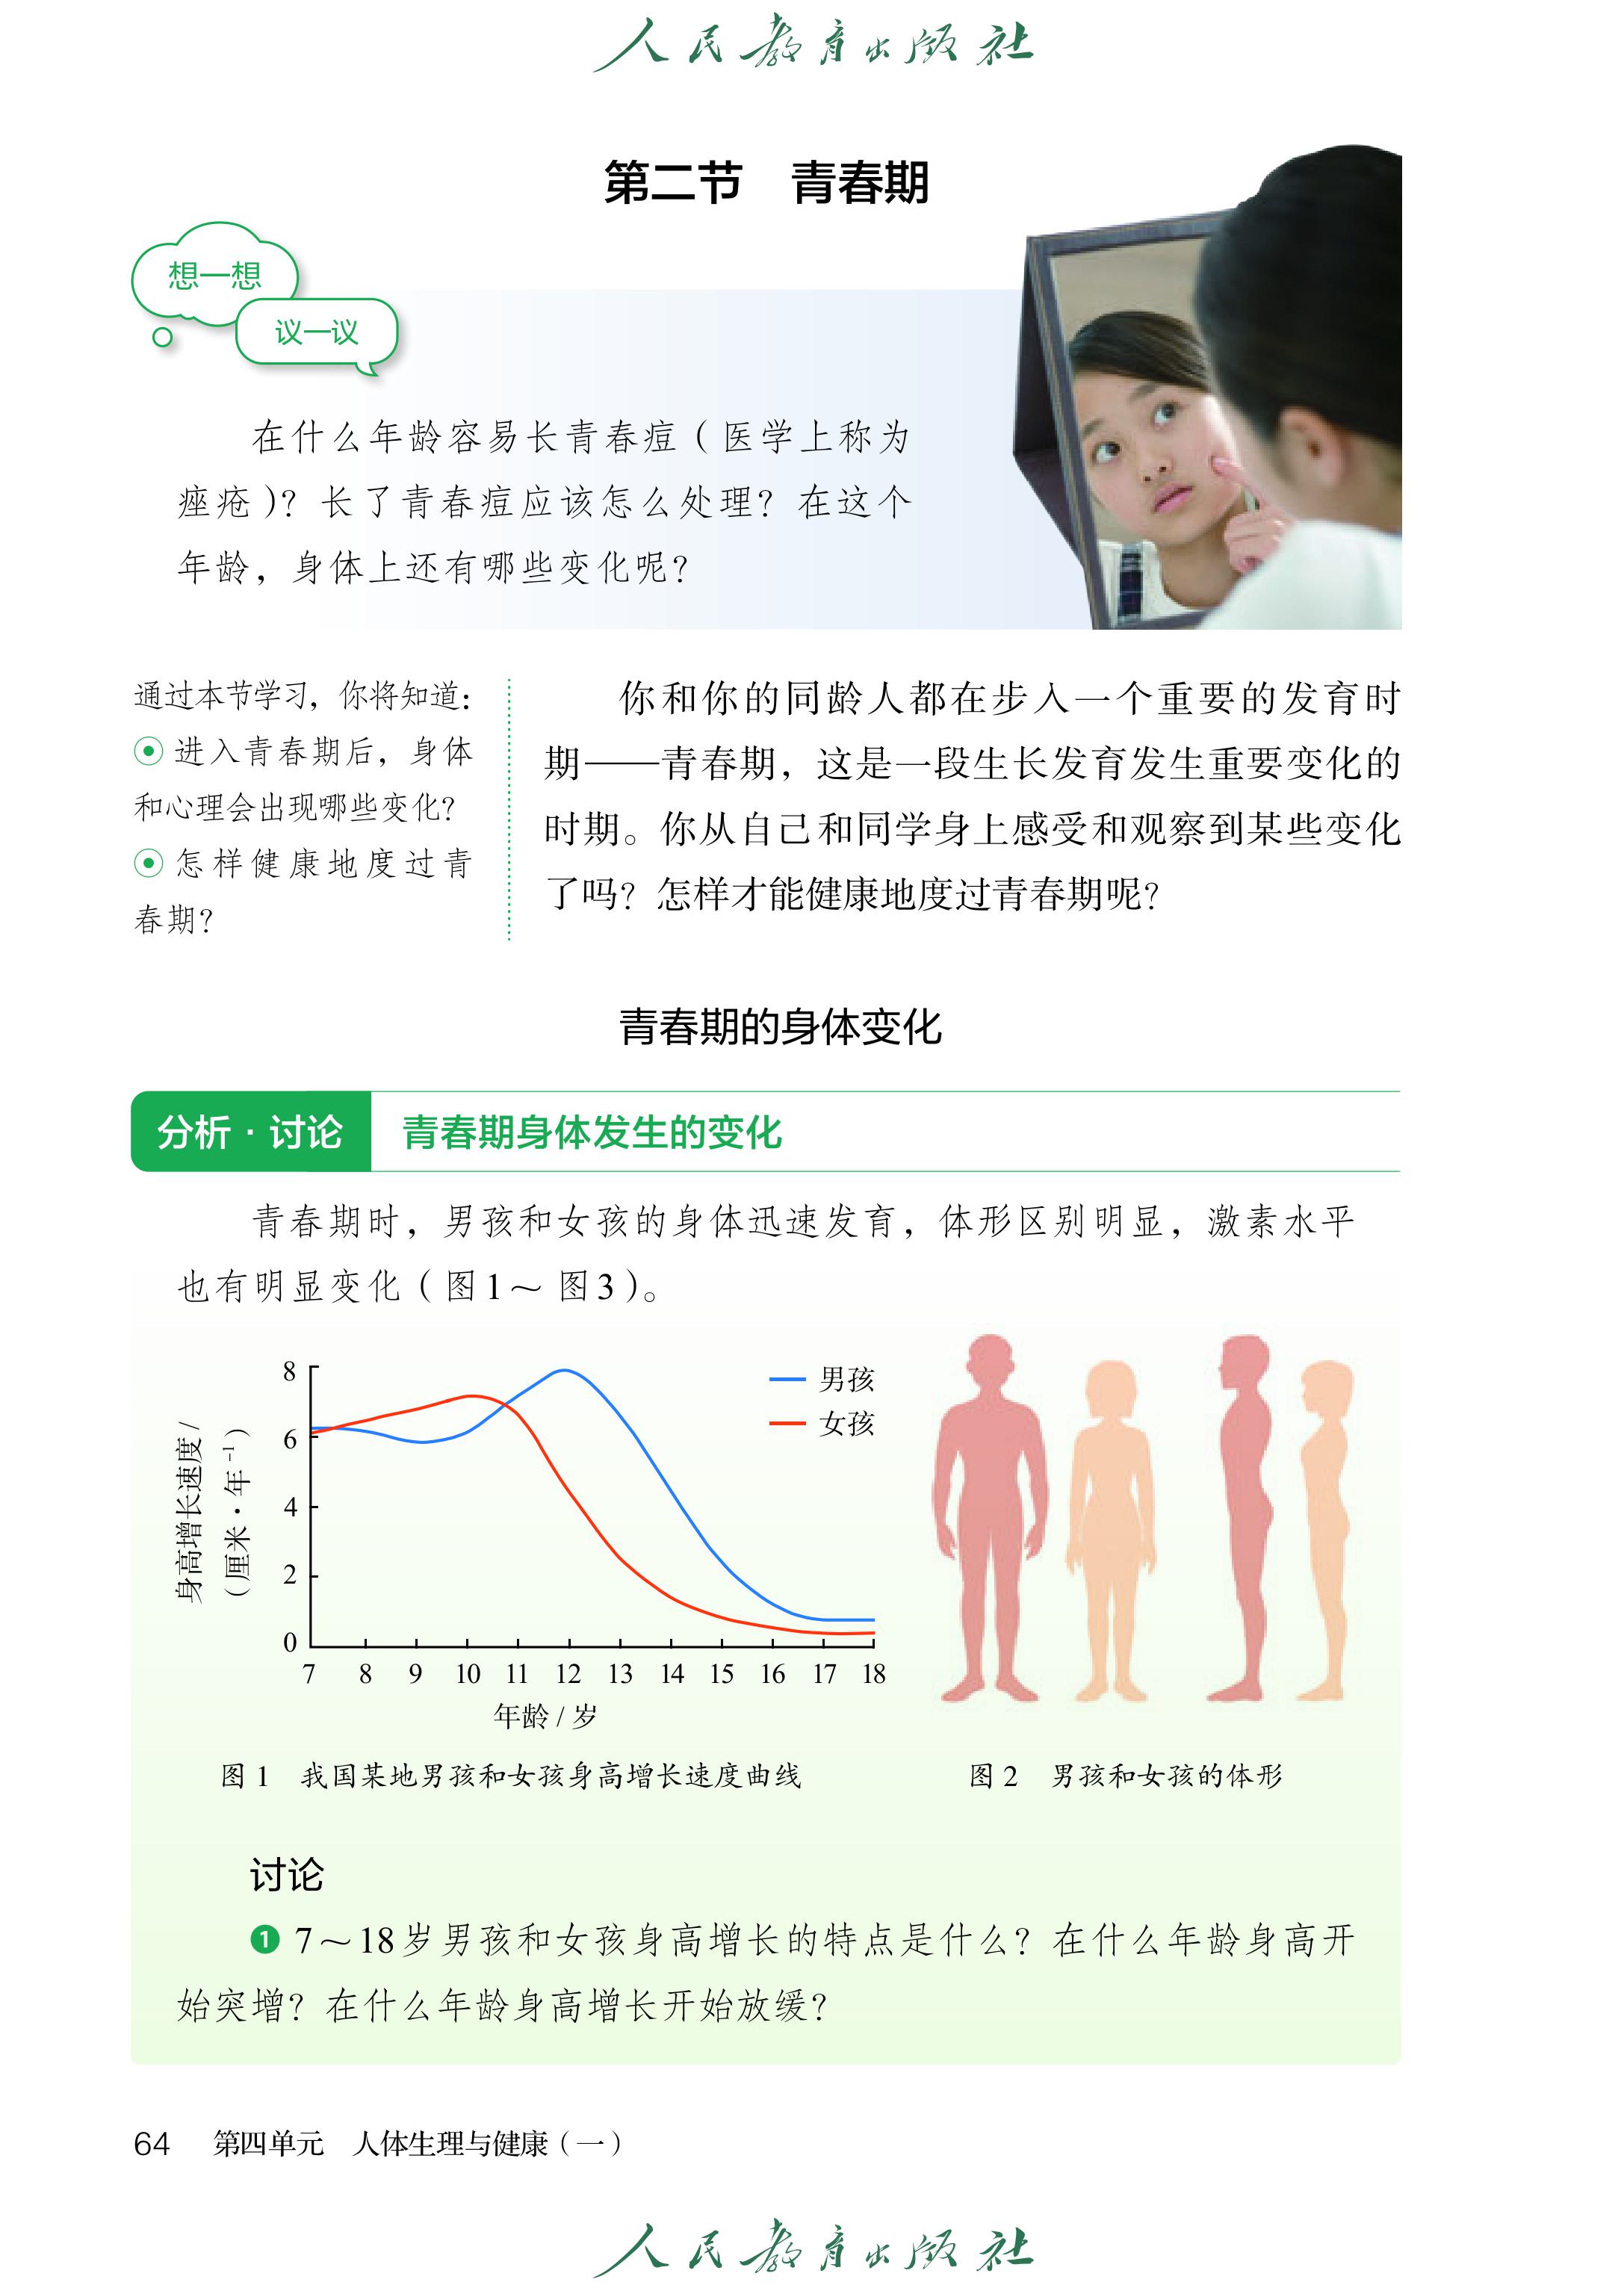 人民教育出版社
第二节 青春期
想一想
议一议
在什么年龄容易长青春痘（医学上称为
痤疮）？长了青春痘应该怎么处理？在这个
年龄，身体上还有哪些变化呢？
通过本节学习，你将知道：
进入青春期后，身体
和心理会出现哪些变化？
怎样健康地度过青
春期？
你和你的同龄人都在步入一个重要的发育时
期——青春期，这是一段生长发育发生重要变化的
时期。你从自己和同学身上感受和观察到某些变化
了吗？怎样才能健康地度过青春期呢？
青春期的身体变化
分析·讨论 青春期身体发生的变化
青春期时，男孩和女孩的身体迅速发育，体形区别明显，激素水平
也有明显变化（图1～图3）。
身高增长速度/
（厘米·年⁻¹）
8
6
4
2
0
男孩
女孩
7 8 9 10 11 12 13 14 15 16 17 18
年龄/岁
图1 我国某地男孩和女孩身高增长速度曲线
图2 男孩和女孩的体形
讨论
❶ 7～18岁男孩和女孩身高增长的特点是什么？在什么年龄身高开
始突增？在什么年龄身高增长开始放缓？
64 第四单元 人体生理与健康（一）
人民教育出版社